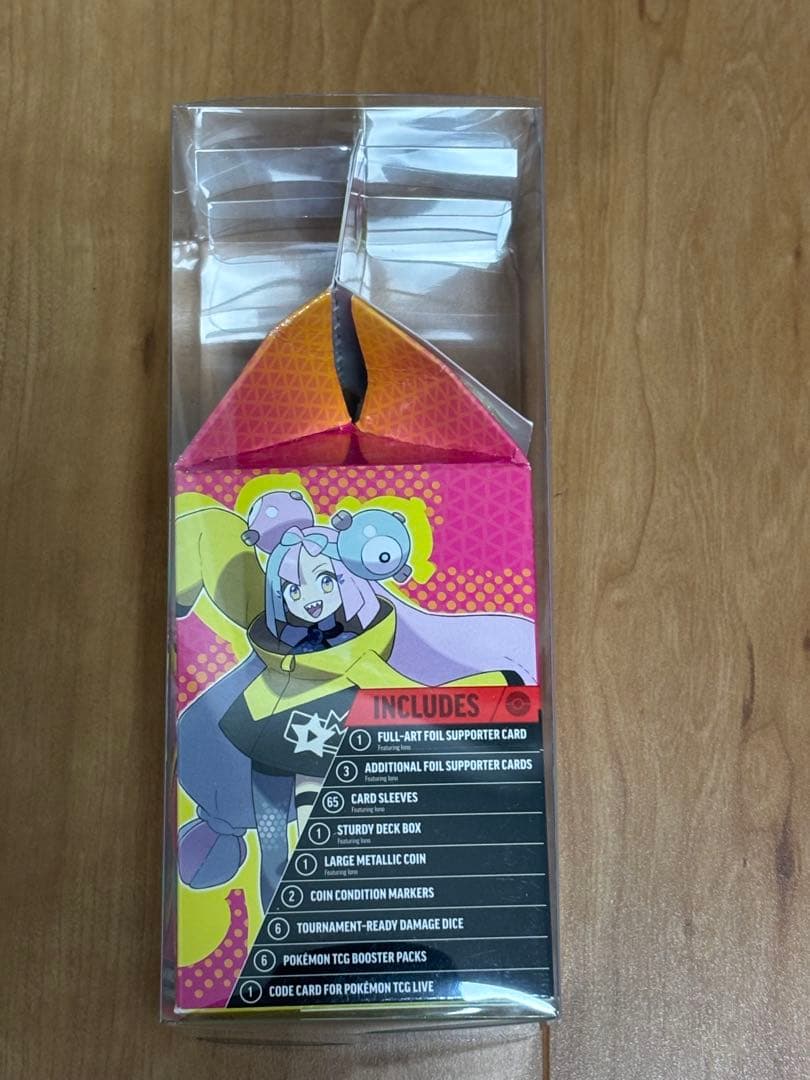 INCLUDES
1 FULL-ART FOIL SUPPORTER CARD
Featuring Iono
3 ADDITIONAL FOIL SUPPORTER CARDS
Featuring Iono
65 CARD SLEEVES
Featuring Iono
1 STURDY DECK BOX
Featuring Iono
1 LARGE METALLIC COIN
Featuring Iono
2 COIN CONDITION MARKERS
6 TOURNAMENT-READY DAMAGE DICE
6 POKÉMON TCG BOOSTER PACKS
1 CODE CARD FOR POKÉMON TCG LIVE